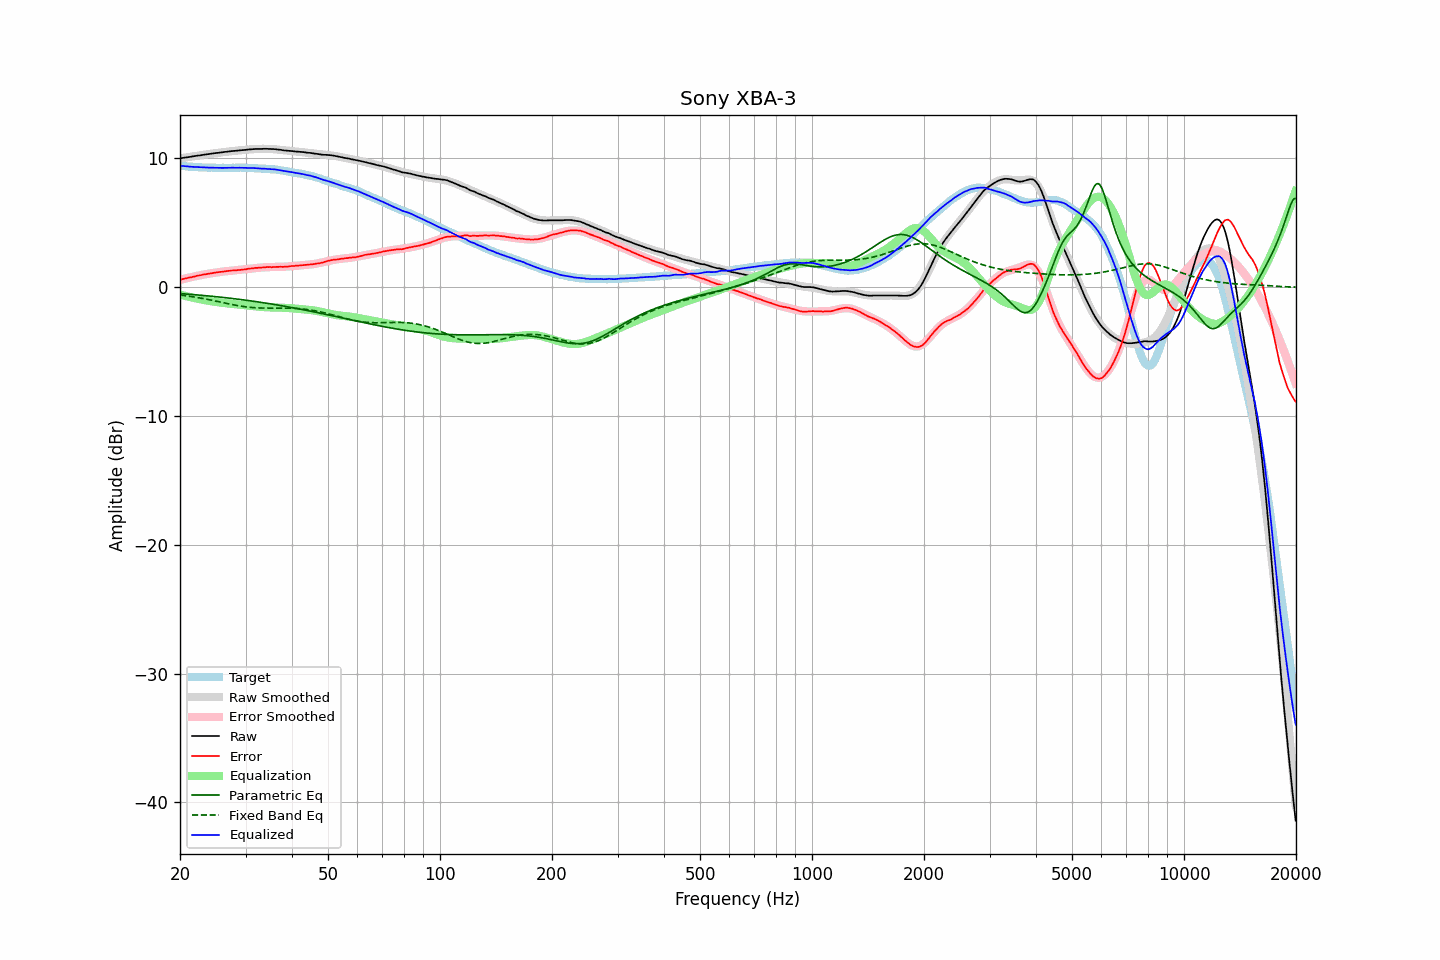 Sony XBA-3
10
0
−10
−20
−30
−40
Amplitude (dBr)
Target
Raw Smoothed
Error Smoothed
Raw
Error
Equalization
Parametric Eq
Fixed Band Eq
Equalized
20 50 100 200 500 1000 2000 5000 10000 20000
Frequency (Hz)